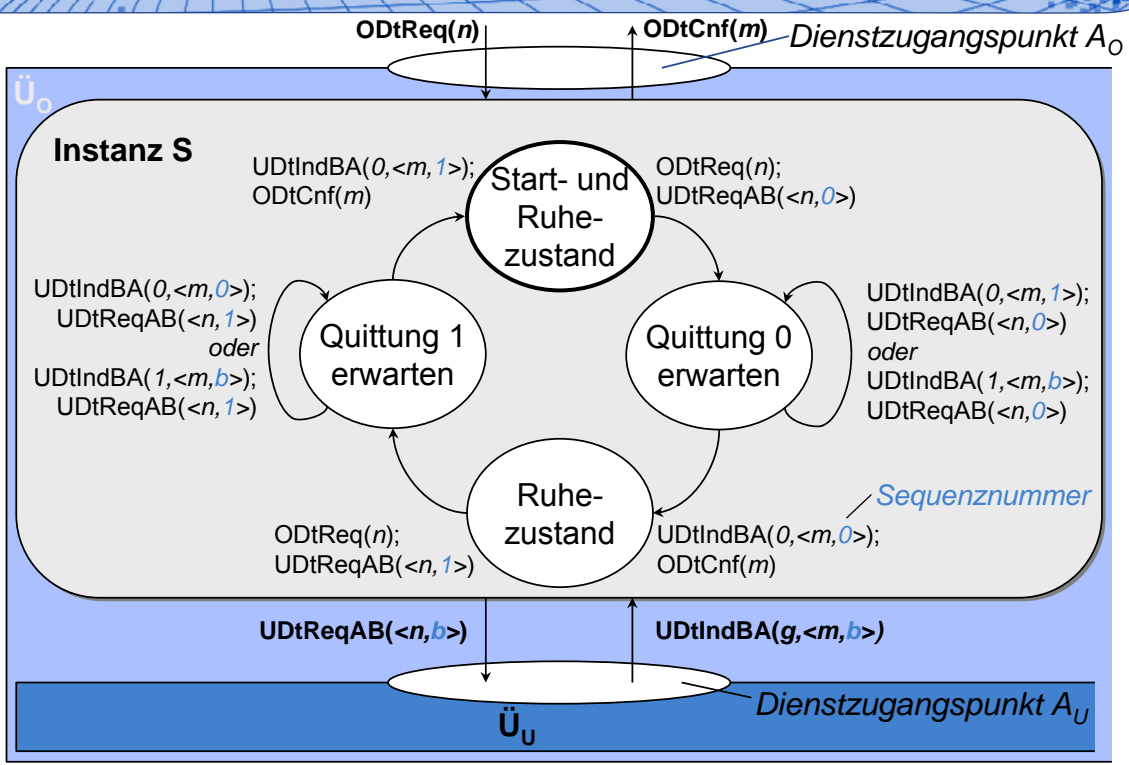 ODtReq(n)
ODtCnf(m)
Dienstzugangspunkt A_O
Ü_O
Instanz S
UDtIndBA(0,<m,1>);
ODtCnf(m)
Start- und
Ruhe-
zustand
ODtReq(n);
UDtReqAB(<n,0>)
UDtIndBA(0,<m,0>);
UDtReqAB(<n,1>)
oder
UDtIndBA(1,<m,b>);
UDtReqAB(<n,1>)
Quittung 1
erwarten
Quittung 0
erwarten
UDtIndBA(0,<m,1>);
UDtReqAB(<n,0>)
oder
UDtIndBA(1,<m,b>);
UDtReqAB(<n,0>)
Ruhe-
zustand
Sequenznummer
ODtReq(n);
UDtReqAB(<n,1>)
UDtIndBA(0,<m,0>);
ODtCnf(m)
UDtReqAB(<n,b>)
UDtIndBA(g,<m,b>)
Dienstzugangspunkt A_U
Ü_U